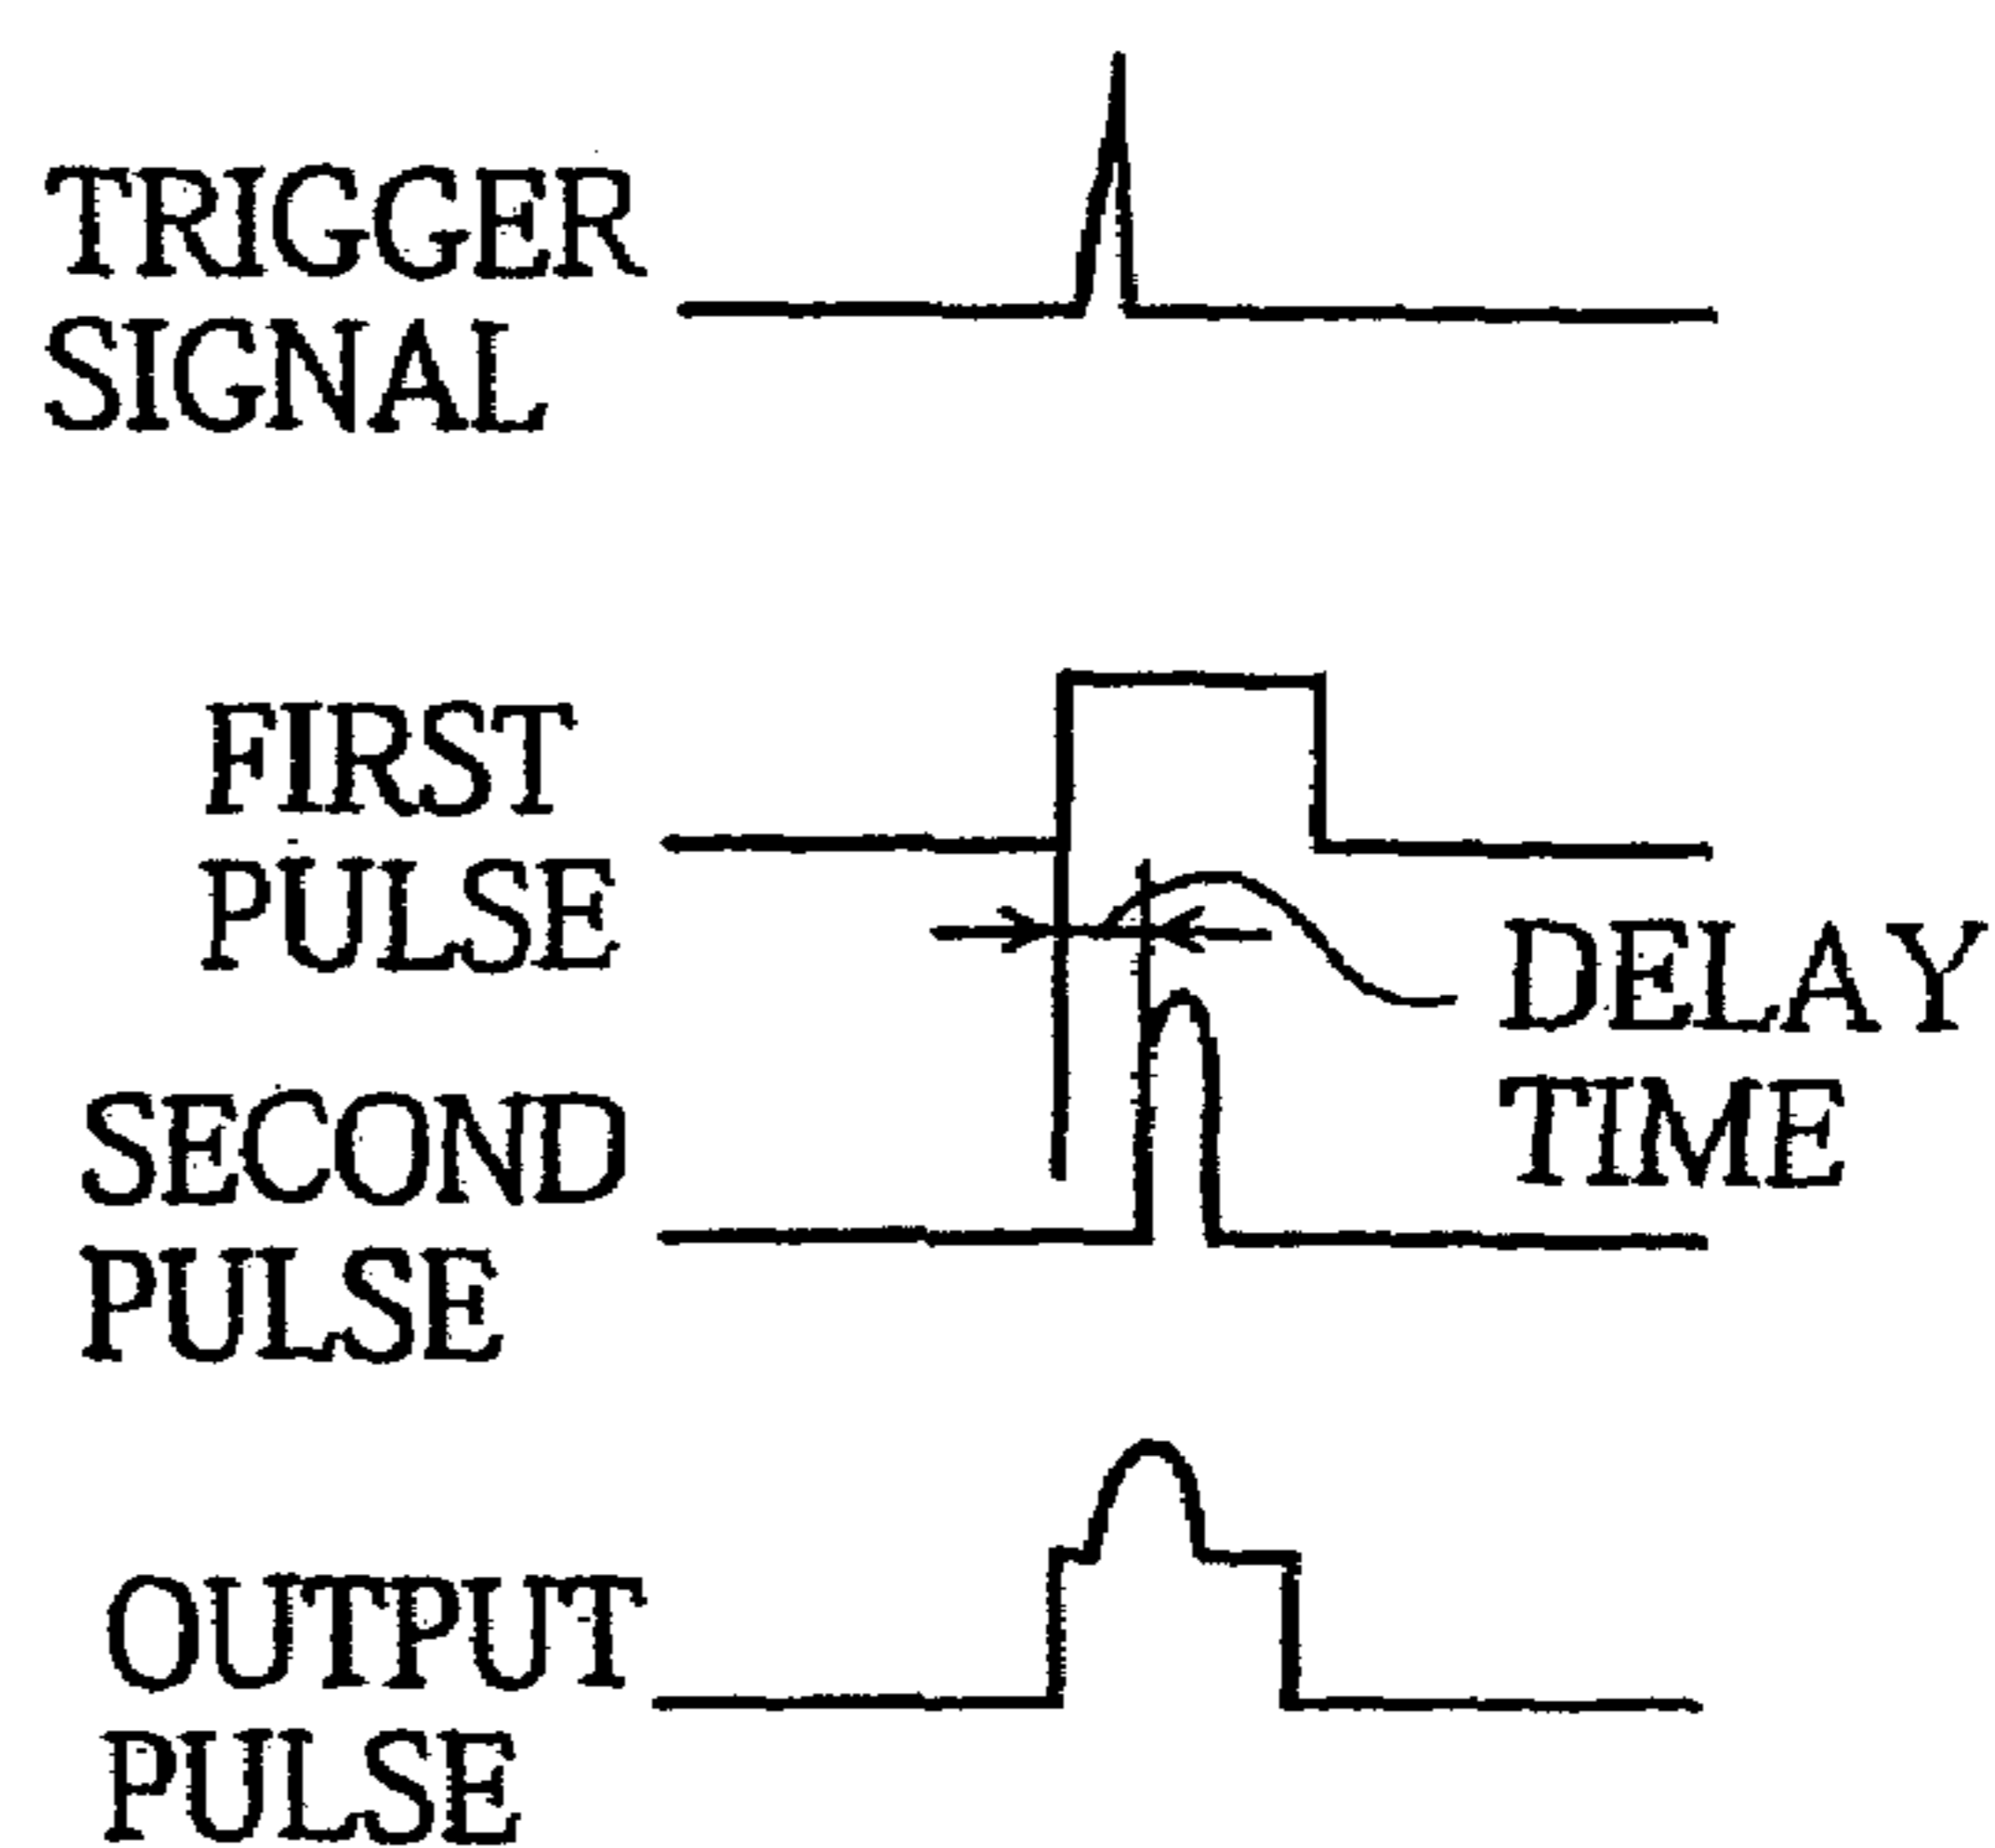 TRIGGER
SIGNAL
FIRST
PULSE
DELAY
TIME
SECOND
PULSE
OUTPUT
PULSE